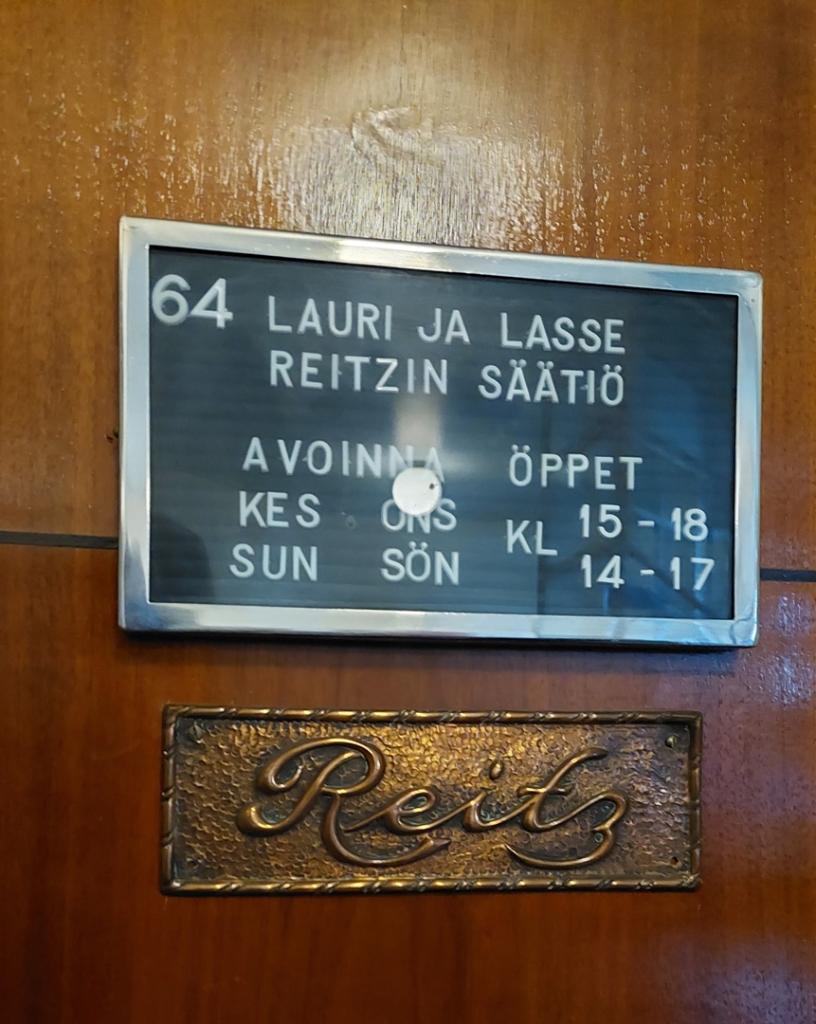 64 LAURI JA LASSE
REITZIN SÄÄTIÖ
AVOINNA ÖPPET
KES ONS KL 15 - 18
SUN SÖN 14 - 17
Reitz